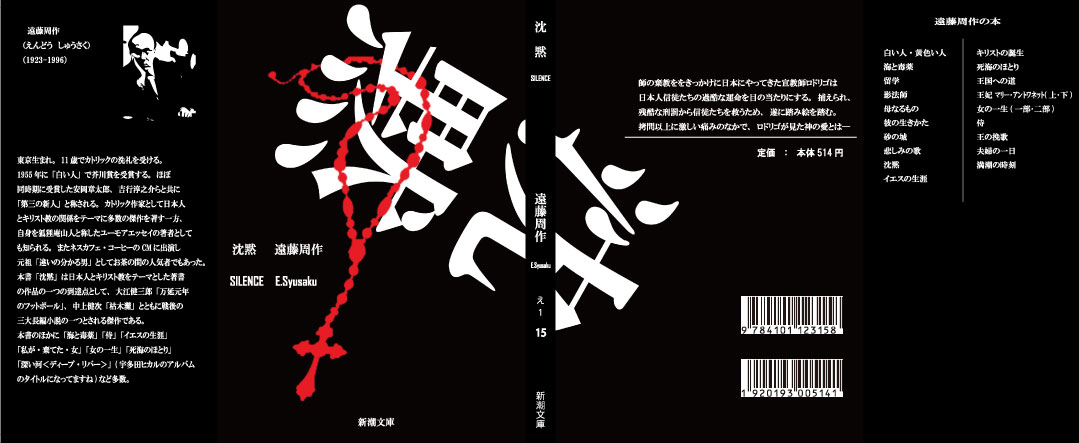 遠藤周作
(えんどう しゅうさく)
(1923-1996)
東京生まれ。11歳でカトリックの洗礼を受ける。
1955年に「白い人」で芥川賞を受賞する。ほぼ
同時期に受賞した安岡章太郎、吉行淳之介らと共に
「第三の新人」と称される。カトリック作家として日本人
とキリスト教の関係をテーマに多数の傑作を著す一方、
自身を狐狸庵山人と称したユーモアエッセイの著者として
も知られる。またネスカフェ・コーヒーのCMに出演し
元祖「違いの分かる男」としてお茶の間の人気者でもあった。
本書「沈黙」は日本人とキリスト教をテーマとした著書
の作品の一つの到達点として、大江健三郎「万延元年
のフットボール」、中上健次「枯木灘」とともに戦後の
三大長編小説の一つとされる傑作である。
本書のほかに「海と毒薬」「侍」「イエスの生涯」
「私が・棄てた・女」「女の一生」「死海のほとり」
「深い河<ディープ・リバー>」(宇多田ヒカルのアルバム
のタイトルになってますね)など多数。
沈黙
沈黙 遠藤周作
SILENCE E.Syusaku
新潮文庫
沈黙
SILENCE
遠藤周作
E.Syusaku
え
1
15
新潮文庫
師の棄教ををきっかけに日本にやってきた宣教師ロドリゴは
日本人信徒たちの過酷な運命を目の当たりにする。捕えられ、
残酷な刑罰から信徒たちを救うため、遂に踏み絵を踏む。
拷問以上に激しい痛みのなかで、ロドリゴが見た神の愛とは―
定価 : 本体514円
9 784101 123158
1 920193 005141
遠藤周作の本
白い人・黄色い人
海と毒薬
留学
影法師
母なるもの
彼の生きかた
砂の城
悲しみの歌
沈黙
イエスの生涯
キリストの誕生
死海のほとり
王国への道
王妃 マリー・アントワネット(上・下)
女の一生(一部・二部)
侍
王の挽歌
夫婦の一日
満潮の時刻